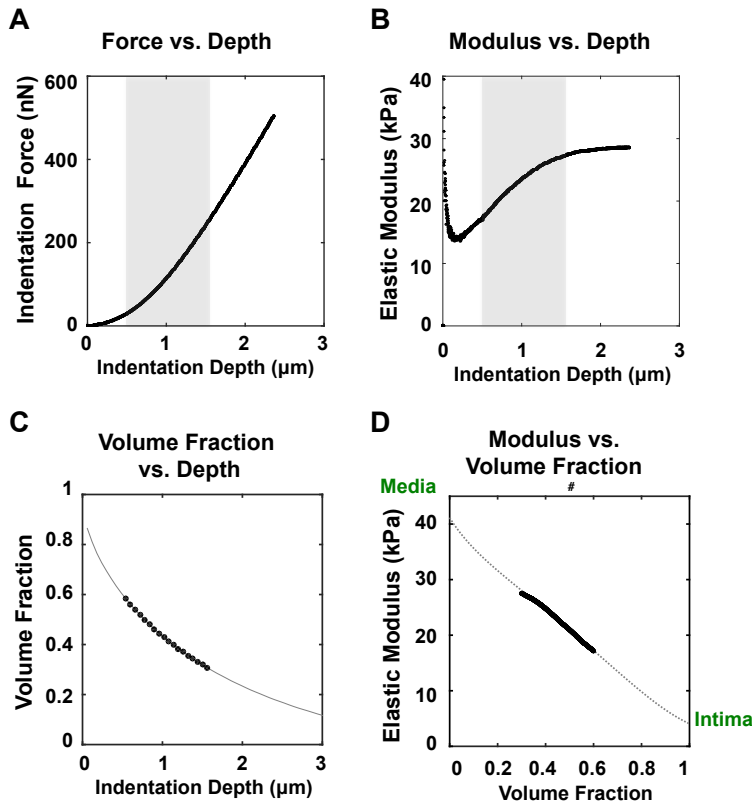 A
Force vs. Depth
Indentation Force (nN)
600
400
200
0
0 1 2 3
Indentation Depth (µm)
B
Modulus vs. Depth
Elastic Modulus (kPa)
40
30
20
10
0
0 1 2 3
Indentation Depth (µm)
C
Volume Fraction
vs. Depth
Volume Fraction
1
0.8
0.6
0.4
0.2
0
0 1 2 3
Indentation Depth (µm)
D
Modulus vs.
Volume Fraction
#
Media
Elastic Modulus (kPa)
40
30
20
10
0
Intima
0 0.2 0.4 0.6 0.8 1
Volume Fraction